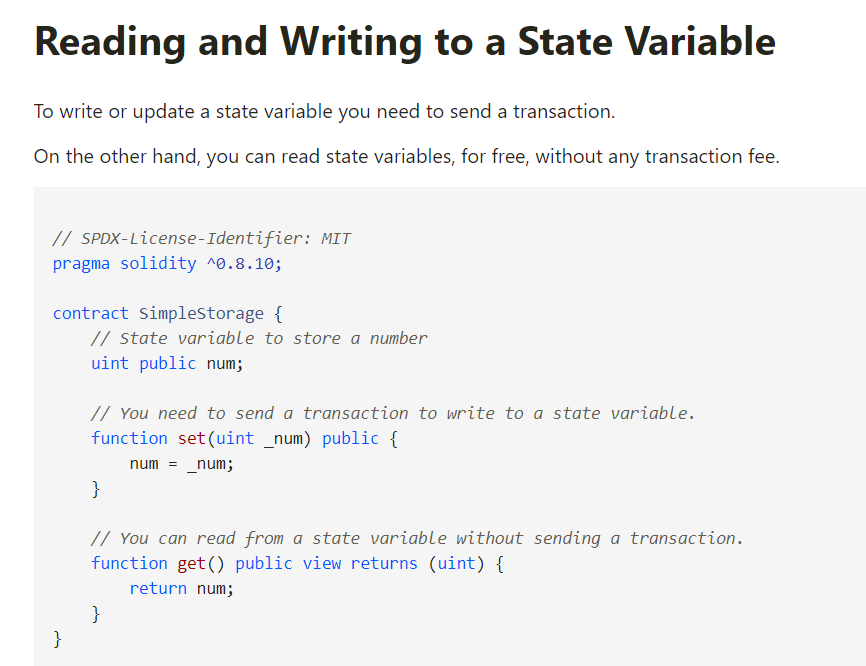 Reading and Writing to a State Variable
To write or update a state variable you need to send a transaction.
On the other hand, you can read state variables, for free, without any transaction fee.
// SPDX-License-Identifier: MIT
pragma solidity ^0.8.10;
contract SimpleStorage {
    // State variable to store a number
    uint public num;
    // You need to send a transaction to write to a state variable.
    function set(uint _num) public {
        num = _num;
    }
    // You can read from a state variable without sending a transaction.
    function get() public view returns (uint) {
        return num;
    }
}